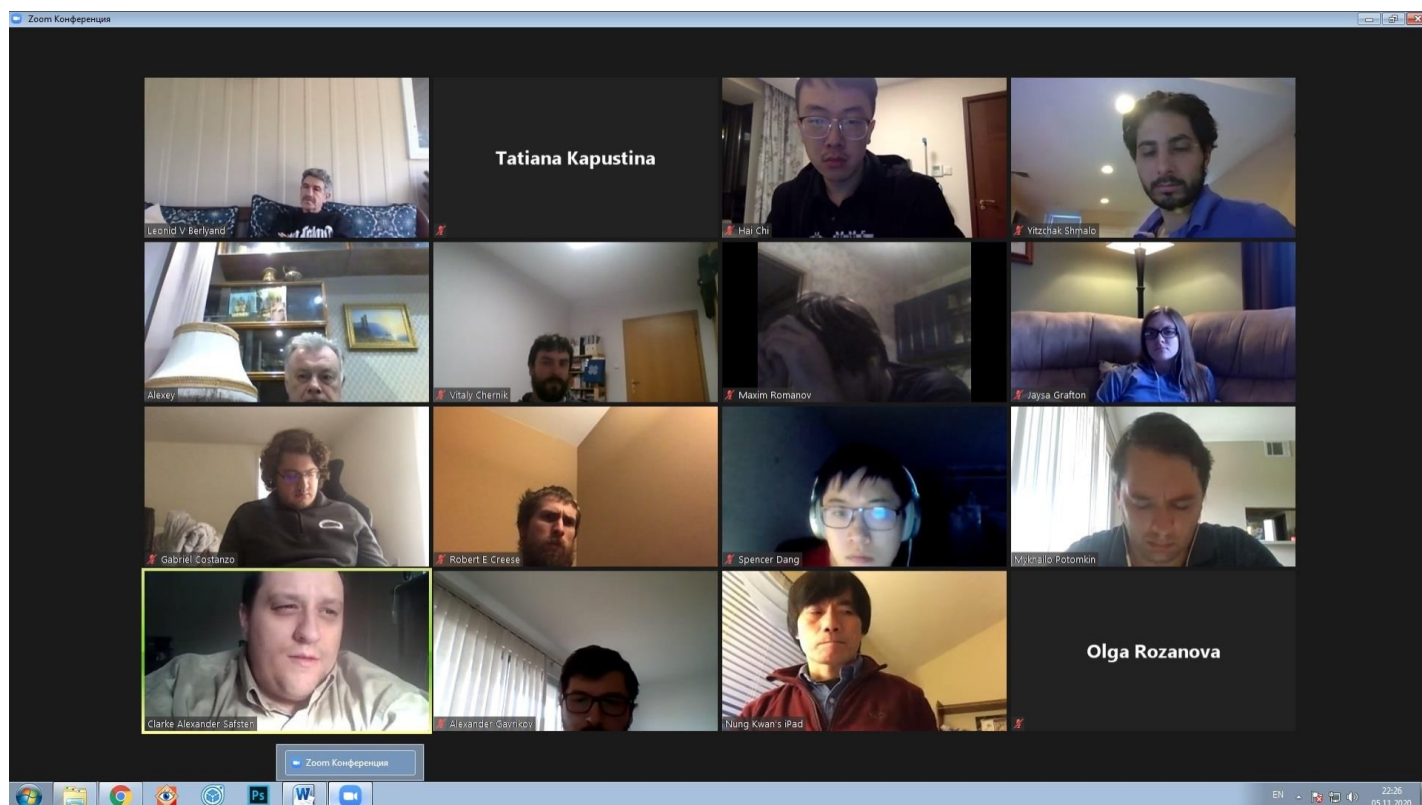 Zoom Конференция
Leonid V Berlyand
Tatiana Kapustina
Hai Chi
Yitzchak Shmalo
Alexey
Vitaly Chernik
Maxim Romanov
Jaysa Grafton
Gabriel Costanzo
Robert E Creese
Spencer Dang
Mykhailo Potomkin
Clarke Alexander Safsten
Alexander Gavrikov
Nung Kwan's iPad
Olga Rozanova
Zoom Конференция
Ps
W
EN
22:26
05.11.2020